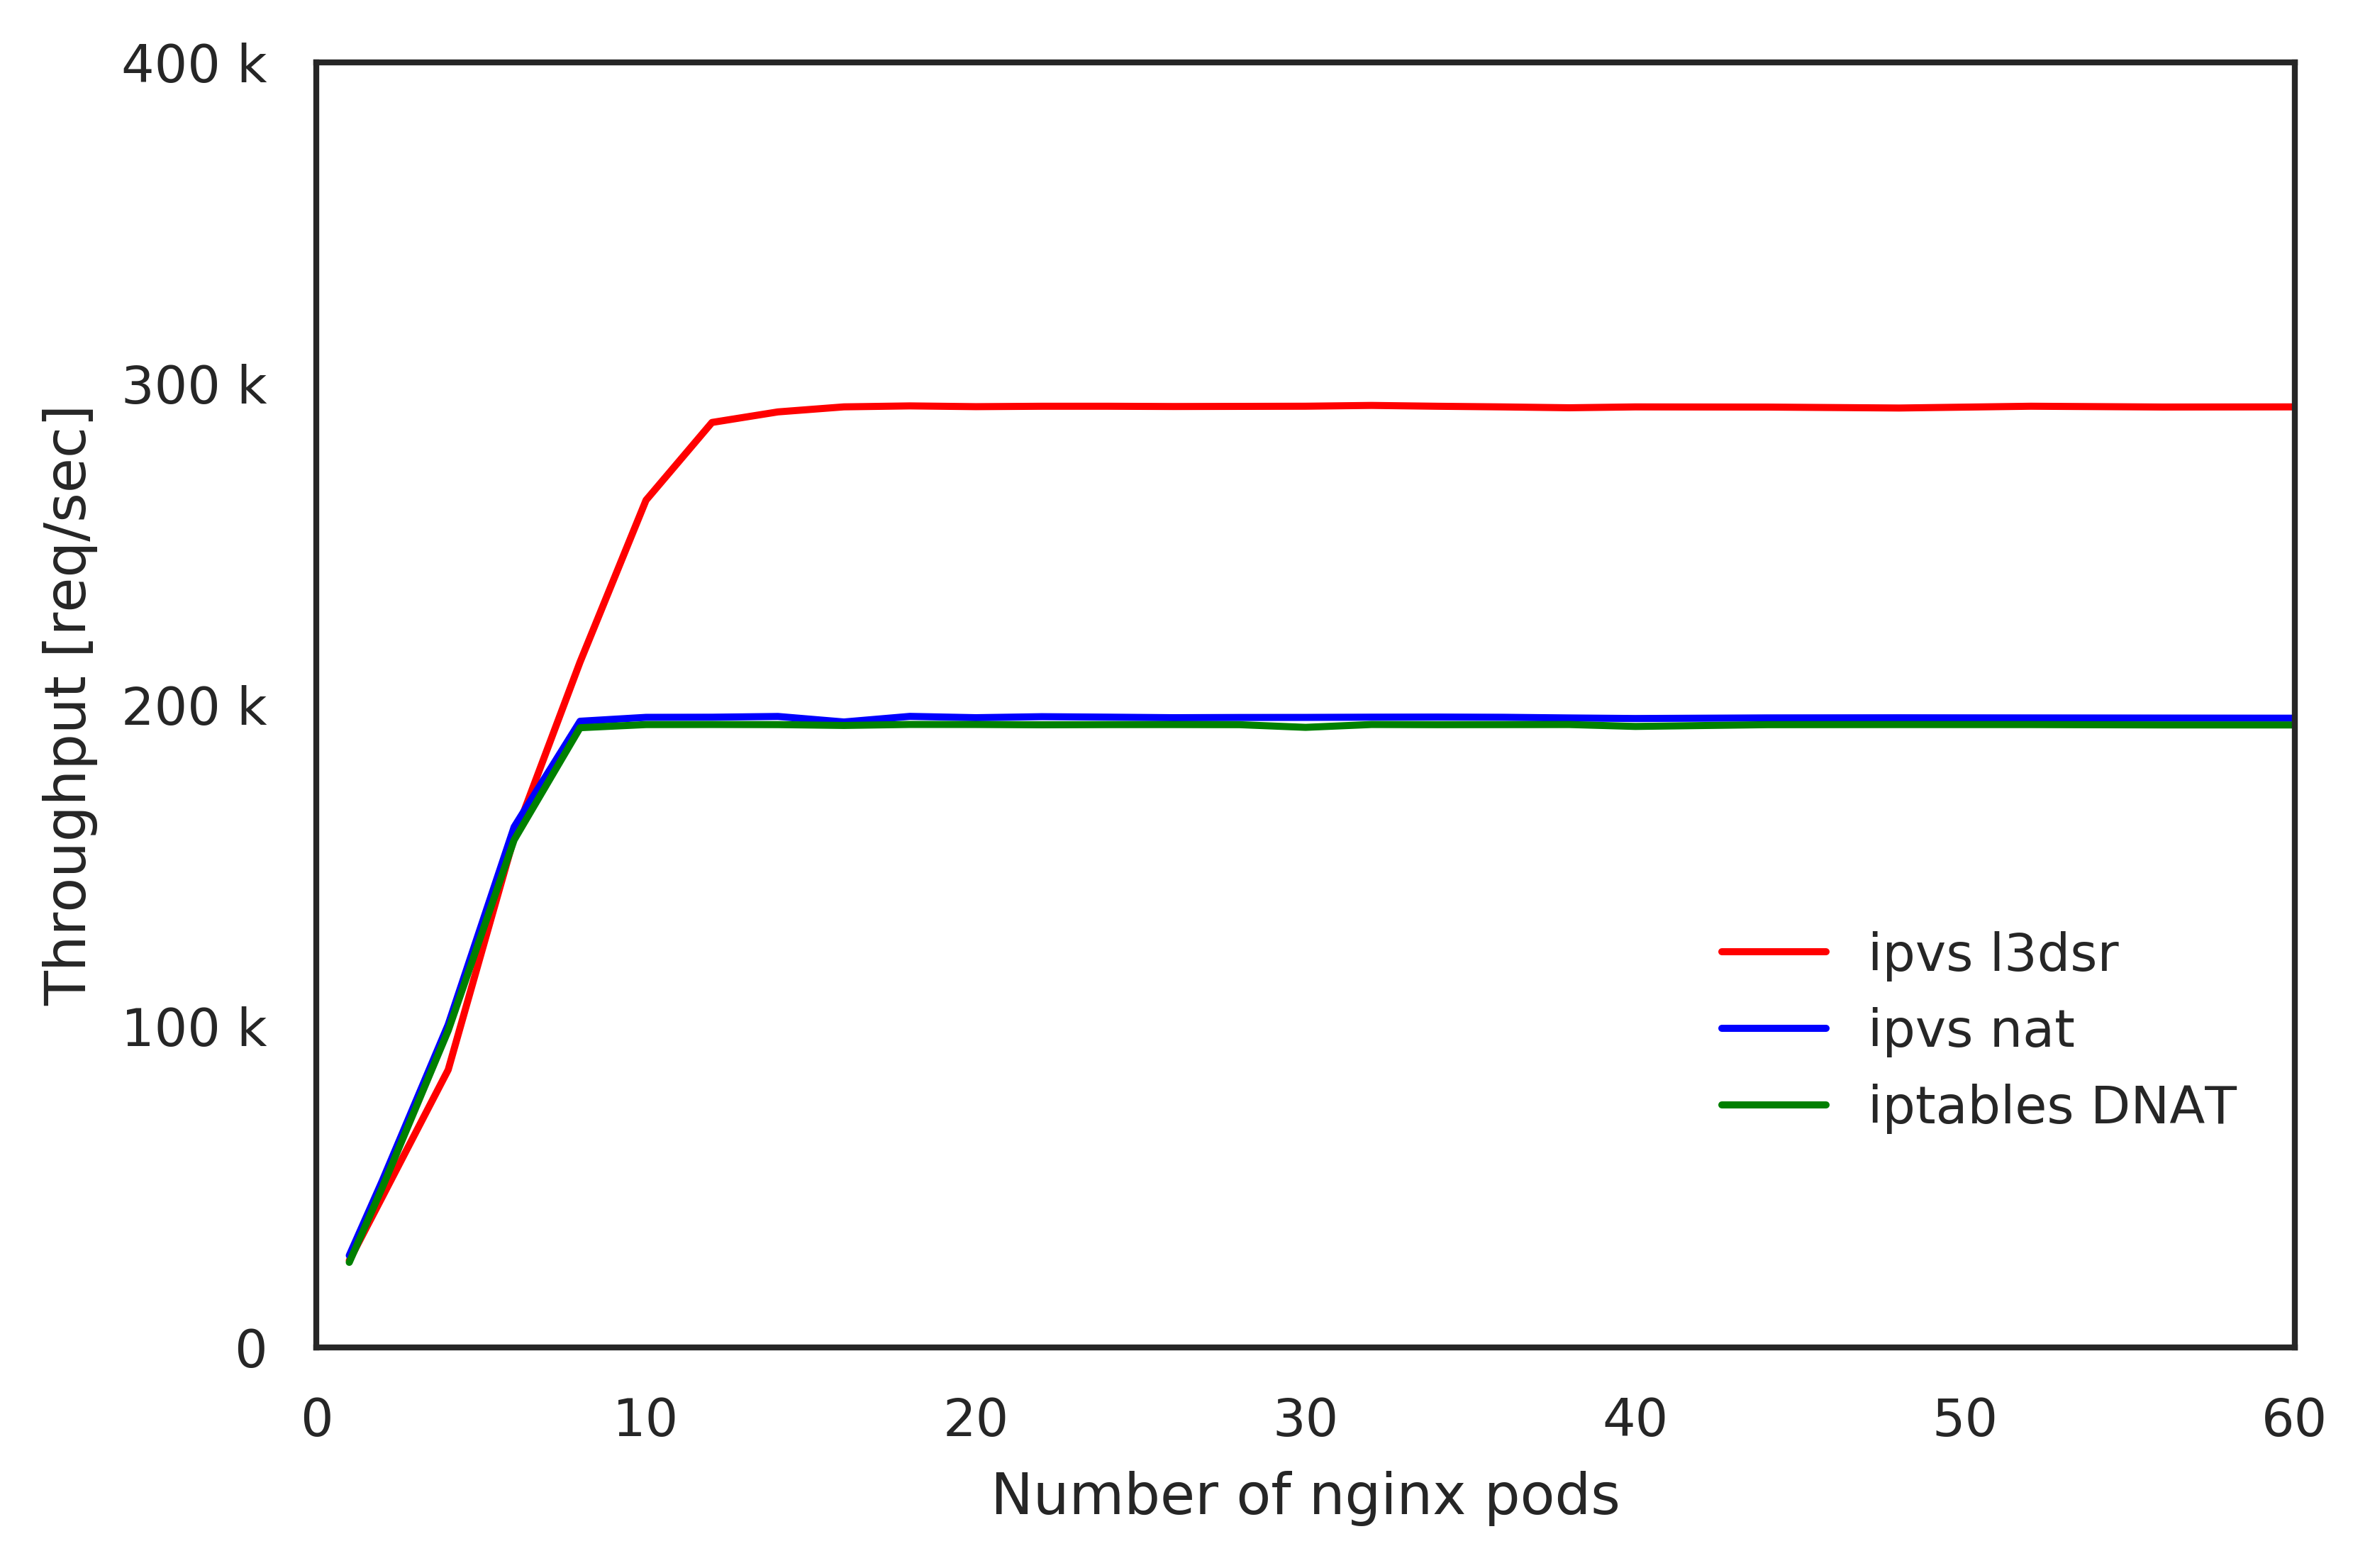 400 k
300 k
200 k
100 k
0
Throughput [req/sec]
0 10 20 30 40 50 60
Number of nginx pods
ipvs l3dsr
ipvs nat
iptables DNAT